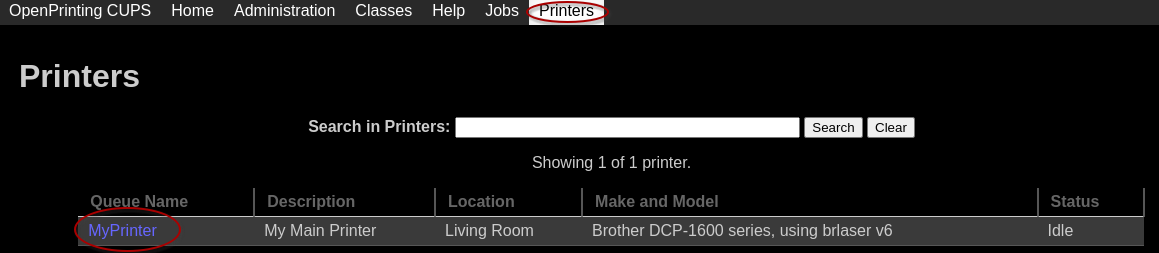 OpenPrinting CUPS Home Administration Classes Help Jobs Printers
Printers
Search in Printers: Search Clear
Showing 1 of 1 printer.
Queue Name Description Location Make and Model Status
MyPrinter My Main Printer Living Room Brother DCP-1600 series, using brlaser v6 Idle